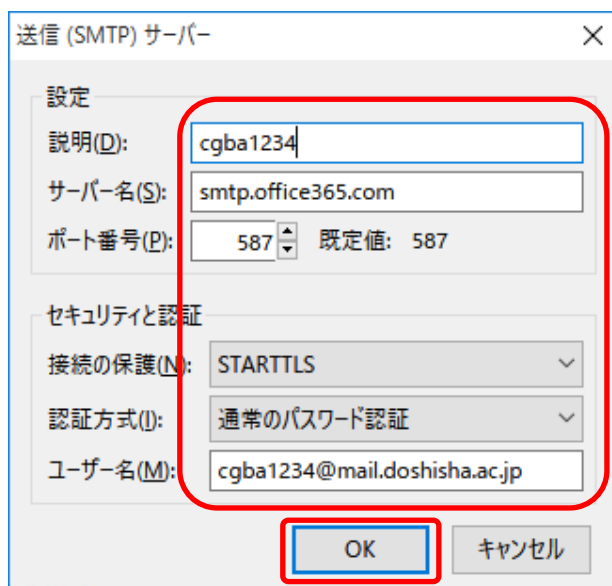 送信 (SMTP) サーバー
設定
説明(D): cgba1234
サーバー名(S): smtp.office365.com
ポート番号(P): 587 既定値: 587
セキュリティと認証
接続の保護(N): STARTTLS
認証方式(I): 通常のパスワード認証
ユーザー名(M): cgba1234@mail.doshisha.ac.jp
OK キャンセル